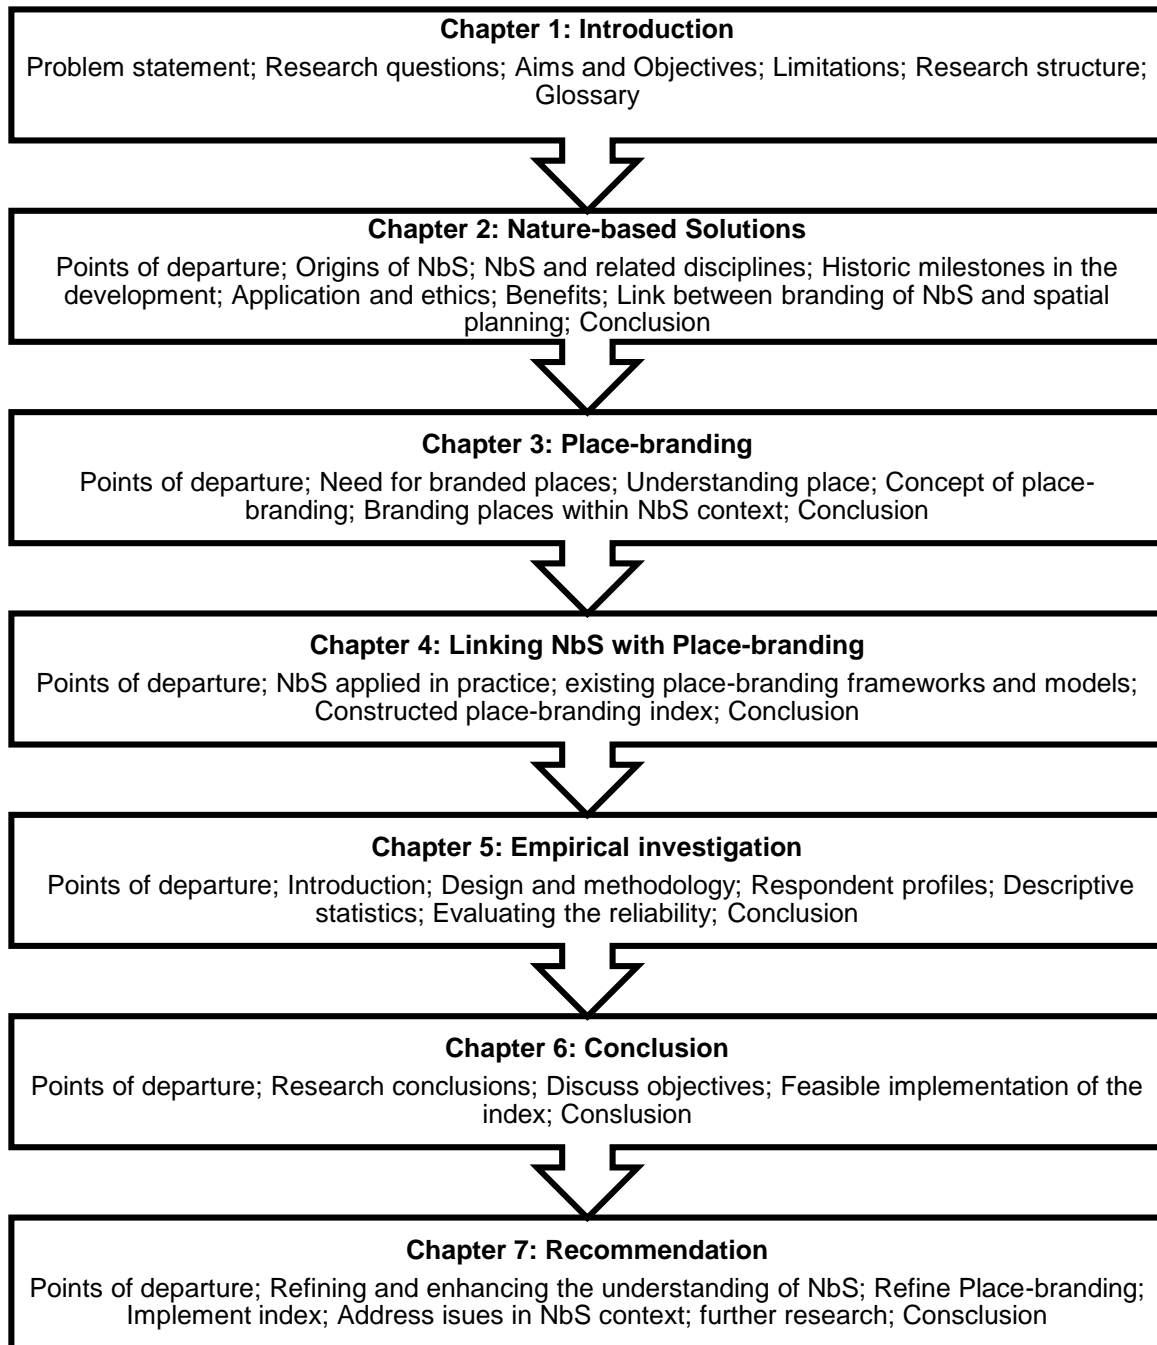 Chapter 1: Introduction
Problem statement; Research questions; Aims and Objectives; Limitations; Research structure;
Glossary
Chapter 2: Nature-based Solutions
Points of departure; Origins of NbS; NbS and related disciplines; Historic milestones in the
development; Application and ethics; Benefits; Link between branding of NbS and spatial
planning; Conclusion
Chapter 3: Place-branding
Points of departure; Need for branded places; Understanding place; Concept of place-
branding; Branding places within NbS context; Conclusion
Chapter 4: Linking NbS with Place-branding
Points of departure; NbS applied in practice; existing place-branding frameworks and models;
Constructed place-branding index; Conclusion
Chapter 5: Empirical investigation
Points of departure; Introduction; Design and methodology; Respondent profiles; Descriptive
statistics; Evaluating the reliability; Conclusion
Chapter 6: Conclusion
Points of departure; Research conclusions; Discuss objectives; Feasible implementation of the
index; Conslusion
Chapter 7: Recommendation
Points of departure; Refining and enhancing the understanding of NbS; Refine Place-branding;
Implement index; Address isues in NbS context; further research; Consclusion